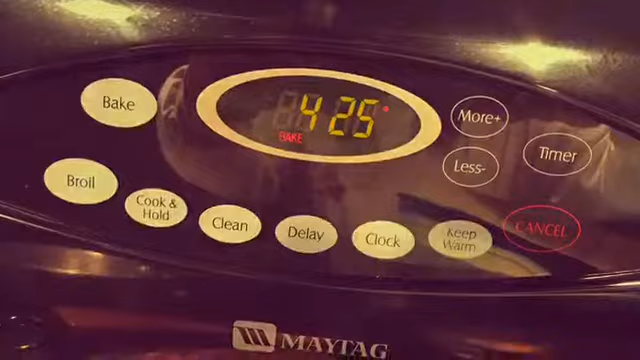 Bake
425
BAKE
More+
Less-
Timer
Broil
Cook &
Hold
Clean
Delay
Clock
Keep
Warm
CANCEL
MAYTAG